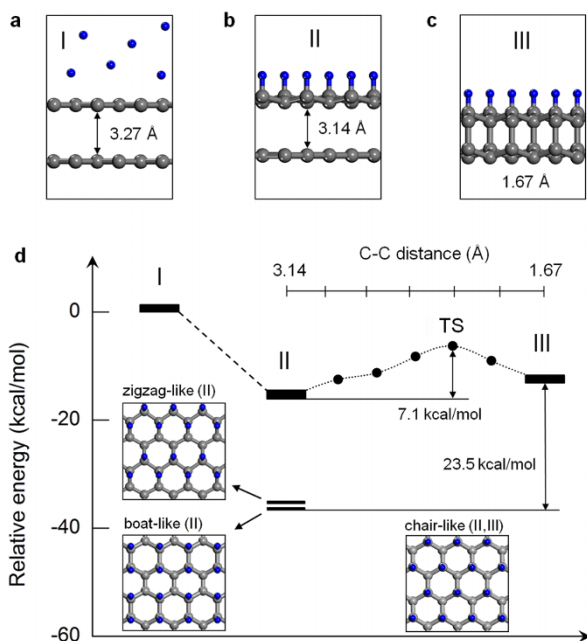 a
I
3.27 Å
b
II
3.14 Å
c
III
1.67 Å
d
C-C distance (Å)
3.14
1.67
I
II
TS
III
7.1 kcal/mol
23.5 kcal/mol
zigzag-like (II)
boat-like (II)
chair-like (II,III)
Relative energy (kcal/mol)
0
-20
-40
-60